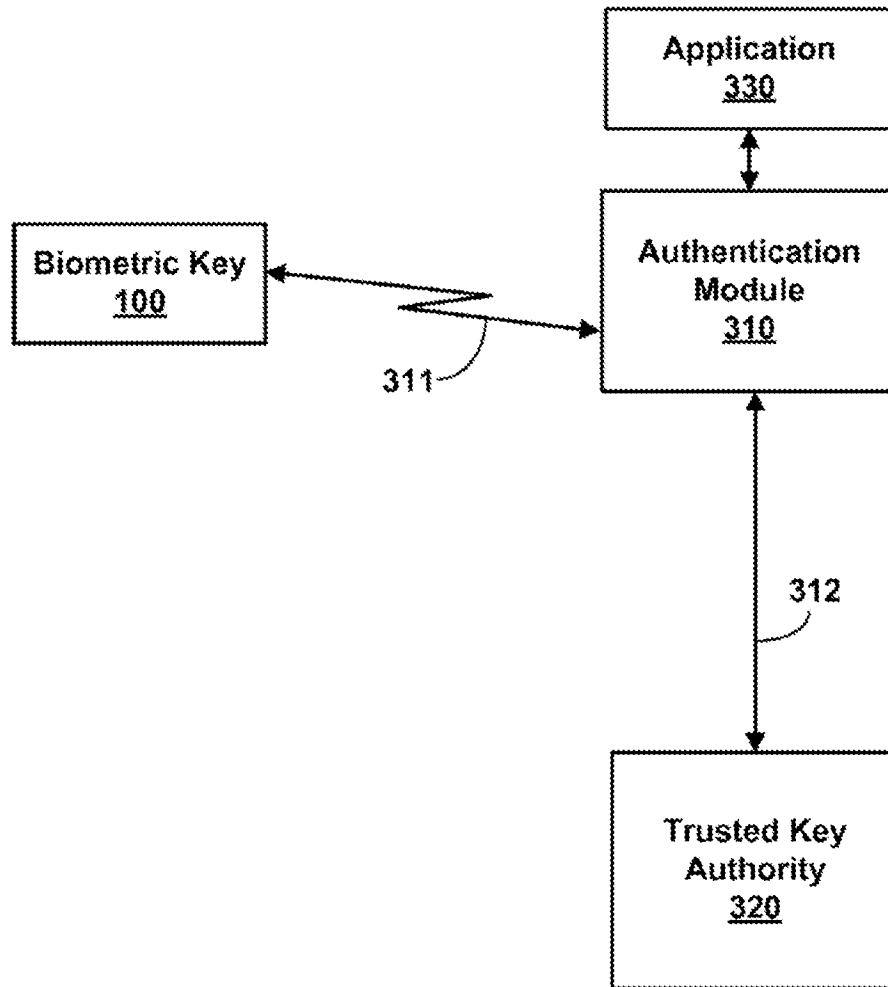 Application
330
Biometric Key
100
Authentication
Module
310
311
312
Trusted Key
Authority
320